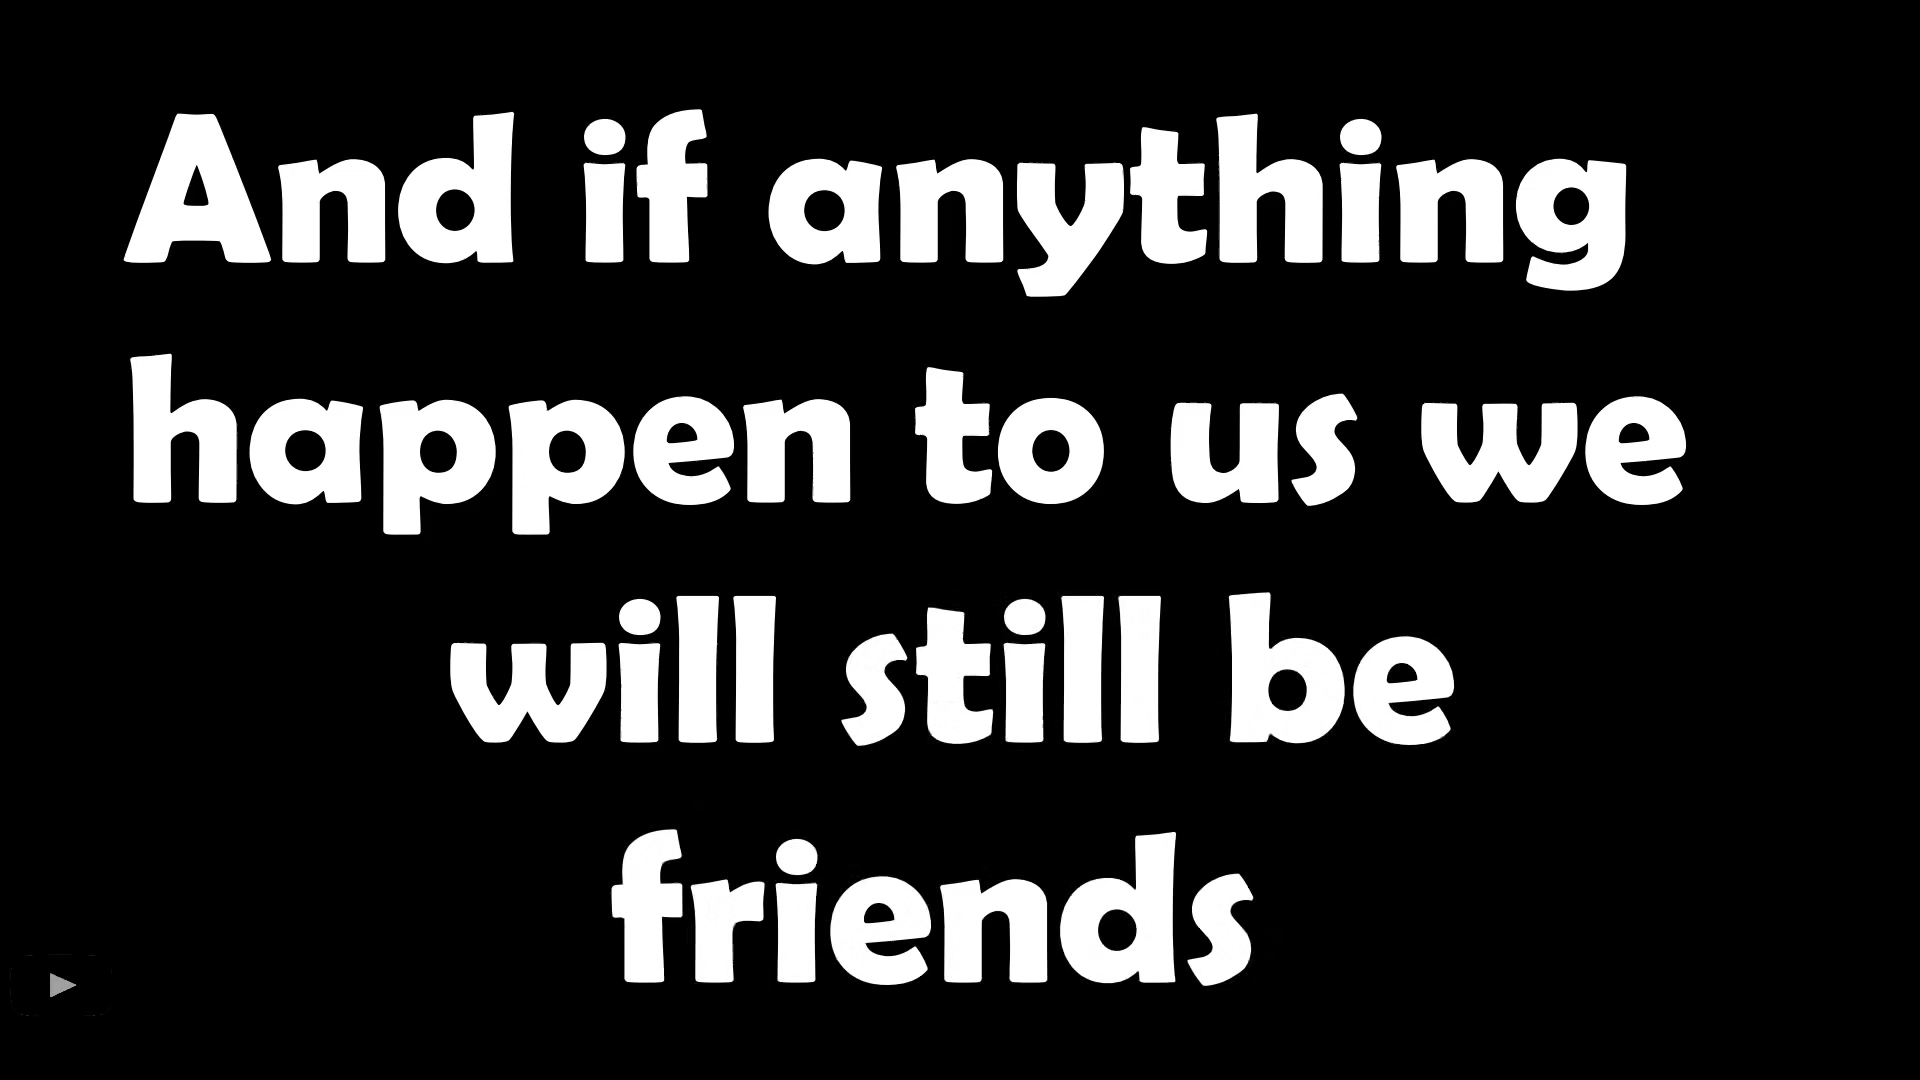 And if anything
happen to us we
will still be
friends